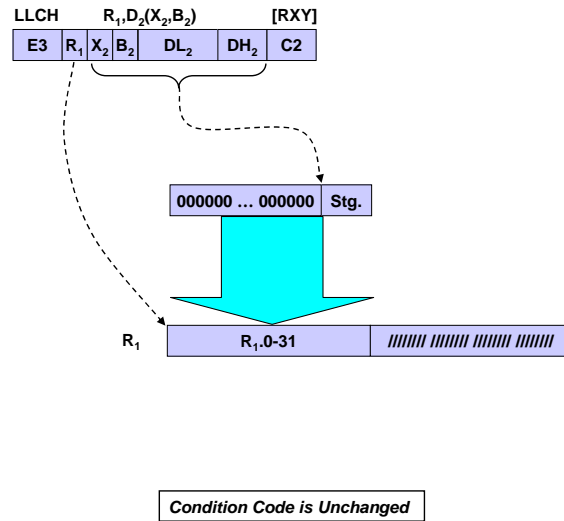 LLCH R₁,D₂(X₂,B₂) [RXY]
E3 R₁ X₂ B₂ DL₂ DH₂ C2
000000 … 000000 Stg.
R₁ R₁.0-31 //////// //////// //////// ////////
Condition Code is Unchanged